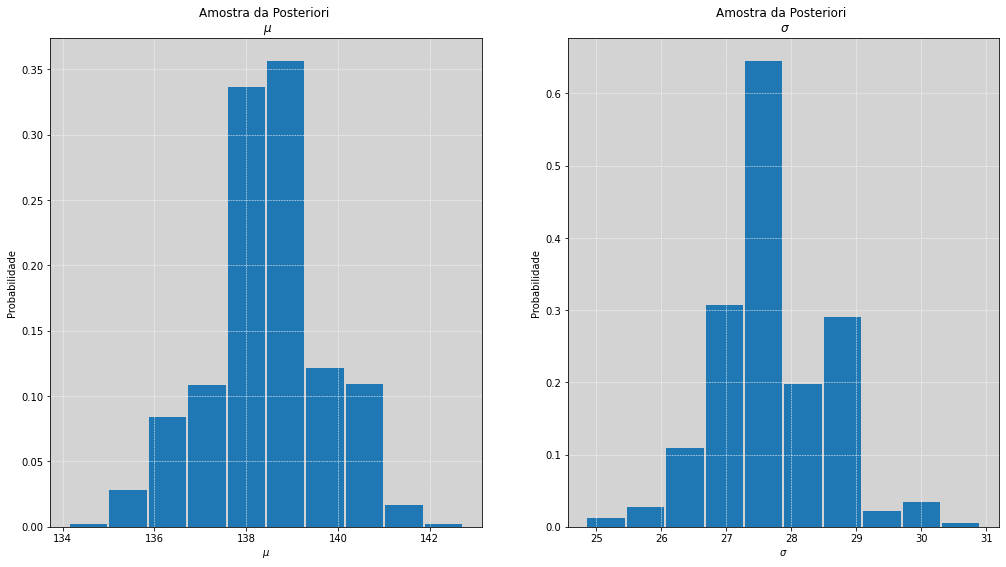 Amostra da Posteriori
μ
0.35
0.30
0.25
0.20
0.15
0.10
0.05
0.00
Probabilidade
134 136 138 140 142
μ
Amostra da Posteriori
σ
0.6
0.5
0.4
0.3
0.2
0.1
0.0
Probabilidade
25 26 27 28 29 30 31
σ